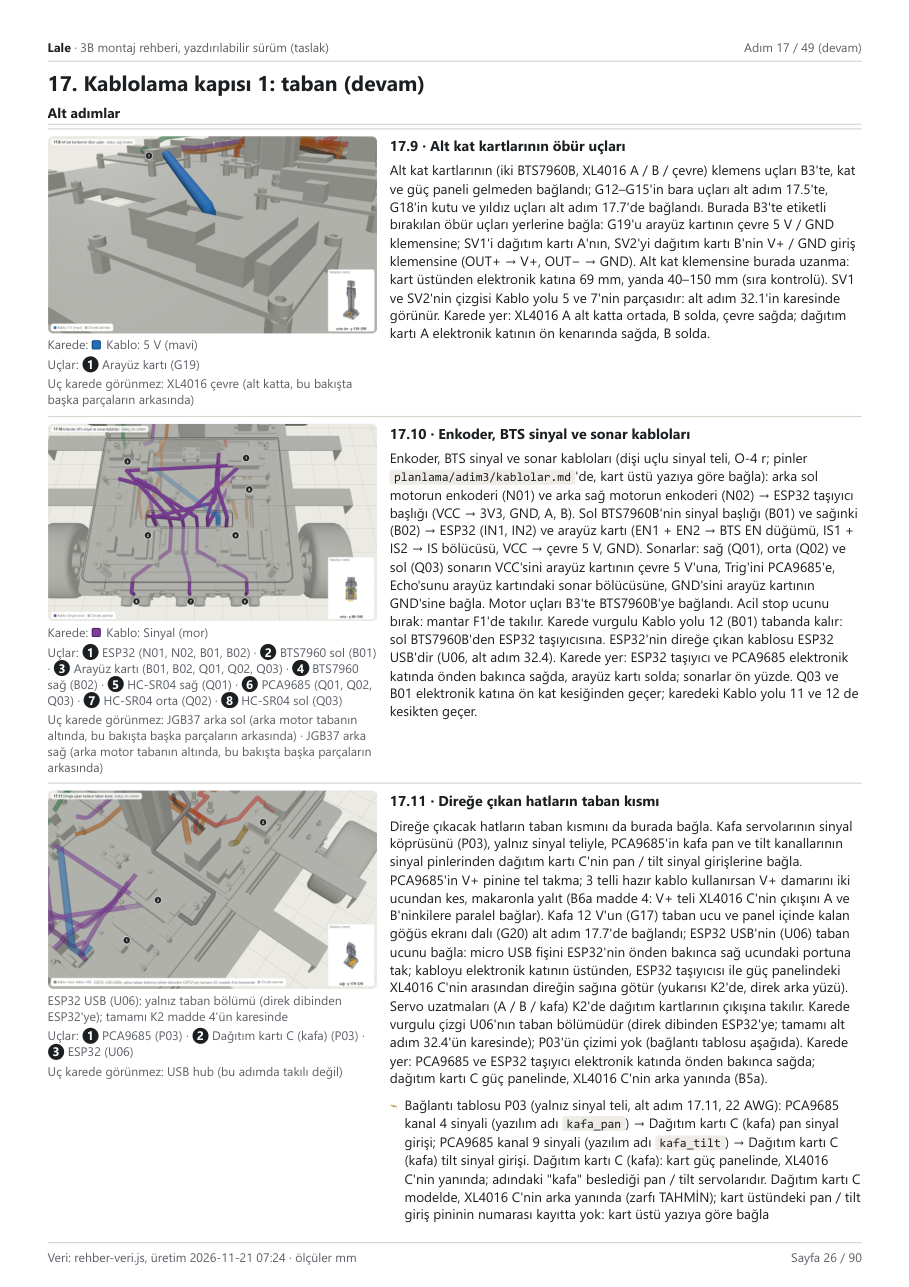 Lale · 3B montaj rehberi, yazdırılabilir sürüm (taslak)
Adım 17 / 49 (devam)
17. Kablolama kapısı 1: taban (devam)
Alt adımlar
Karede: Kablo: 5 V (mavi)
Uçlar: 1 Arayüz kartı (G19)
Uç karede görünmez: XL4016 çevre (alt katta, bu bakışta
başka parçaların arkasında)
17.9 · Alt kat kartlarının öbür uçları
Alt kat kartlarının (iki BTS7960B, XL4016 A / B / çevre) klemens uçları B3'te, kat
ve güç paneli gelmeden bağlandı; G12–G15'in bara uçları alt adım 17.5'te,
G18'in kutu ve yıldız uçları alt adım 17.7'de bağlandı. Burada B3'te etiketli
bırakılan öbür uçları yerlerine bağla: G19'u arayüz kartının çevre 5 V / GND
klemensine; SV1'i dağıtım kartı A'nın, SV2'yi dağıtım kartı B'nin V+ / GND giriş
klemensine (OUT+ → V+, OUT− → GND). Alt kat klemensine burada uzanma:
kart üstünden elektronik katına 69 mm, yanda 40–150 mm (sıra kontrolü). SV1
ve SV2'nin çizgisi Kablo yolu 5 ve 7'nin parçasıdır: alt adım 32.1'in karesinde
görünür. Karede yer: XL4016 A alt katta ortada, B solda, çevre sağda; dağıtım
kartı A elektronik katının ön kenarında sağda, B solda.
Karede: Kablo: Sinyal (mor)
Uçlar: 1 ESP32 (N01, N02, B01, B02) · 2 BTS7960 sol (B01)
· 3 Arayüz kartı (B01, B02, Q01, Q02, Q03) · 4 BTS7960
sağ (B02) · 5 HC-SR04 sağ (Q01) · 6 PCA9685 (Q01, Q02,
Q03) · 7 HC-SR04 orta (Q02) · 8 HC-SR04 sol (Q03)
Uç karede görünmez: JGB37 arka sol (arka motor tabanın
altında, bu bakışta başka parçaların arkasında) · JGB37 arka
sağ (arka motor tabanın altında, bu bakışta başka parçaların
arkasında)
17.10 · Enkoder, BTS sinyal ve sonar kabloları
Enkoder, BTS sinyal ve sonar kabloları (dişi uçlu sinyal teli, O-4 r; pinler
planlama/adim3/kablolar.md 'de, kart üstü yazıya göre bağla): arka sol
motorun enkoderi (N01) ve arka sağ motorun enkoderi (N02) → ESP32 taşıyıcı
başlığı (VCC → 3V3, GND, A, B). Sol BTS7960B'nin sinyal başlığı (B01) ve sağınki
(B02) → ESP32 (IN1, IN2) ve arayüz kartı (EN1 + EN2 → BTS EN düğümü, IS1 +
IS2 → IS bölücüsü, VCC → çevre 5 V, GND). Sonarlar: sağ (Q01), orta (Q02) ve
sol (Q03) sonarın VCC'sini arayüz kartının çevre 5 V'una, Trig'ini PCA9685'e,
Echo'sunu arayüz kartındaki sonar bölücüsüne, GND'sini arayüz kartının
GND'sine bağla. Motor uçları B3'te BTS7960B'ye bağlandı. Acil stop ucunu
bırak: mantar F1'de takılır. Karede vurgulu Kablo yolu 12 (B01) tabanda kalır:
sol BTS7960B'den ESP32 taşıyıcısına. ESP32'nin direğe çıkan kablosu ESP32
USB'dir (U06, alt adım 32.4). Karede yer: ESP32 taşıyıcı ve PCA9685 elektronik
katında önden bakınca sağda, arayüz kartı solda; sonarlar ön yüzde. Q03 ve
B01 elektronik katına ön kat kesiğinden geçer; karedeki Kablo yolu 11 ve 12 de
kesikten geçer.
ESP32 USB (U06): yalnız taban bölümü (direk dibinden
ESP32'ye); tamamı K2 madde 4'ün karesinde
Uçlar: 1 PCA9685 (P03) · 2 Dağıtım kartı C (kafa) (P03) ·
3 ESP32 (U06)
Uç karede görünmez: USB hub (bu adımda takılı değil)
17.11 · Direğe çıkan hatların taban kısmı
Direğe çıkacak hatların taban kısmını da burada bağla. Kafa servolarının sinyal
köprüsünü (P03), yalnız sinyal teliyle, PCA9685'in kafa pan ve tilt kanallarının
sinyal pinlerinden dağıtım kartı C'nin pan / tilt sinyal girişlerine bağla.
PCA9685'in V+ pinine tel takma; 3 telli hazır kablo kullanırsan V+ damarını iki
ucundan kes, makaronla yalıt (B6a madde 4: V+ teli XL4016 C'nin çıkışını A ve
B'ninkilere paralel bağlar). Kafa 12 V'un (G17) taban ucu ve panel içinde kalan
göğüs ekranı dalı (G20) alt adım 17.7'de bağlandı; ESP32 USB'nin (U06) taban
ucunu bağla: micro USB fişini ESP32'nin önden bakınca sağ ucundaki portuna
tak; kabloyu elektronik katının üstünden, ESP32 taşıyıcısı ile güç panelindeki
XL4016 C'nin arasından direğin sağına götür (yukarısı K2'de, direk arka yüzü).
Servo uzatmaları (A / B / kafa) K2'de dağıtım kartlarının çıkışına takılır. Karede
vurgulu çizgi U06'nın taban bölümüdür (direk dibinden ESP32'ye; tamamı alt
adım 32.4'ün karesinde); P03'ün çizimi yok (bağlantı tablosu aşağıda). Karede
yer: PCA9685 ve ESP32 taşıyıcı elektronik katında önden bakınca sağda;
dağıtım kartı C güç panelinde, XL4016 C'nin arka yanında (B5a).
Bağlantı tablosu P03 (yalnız sinyal teli, alt adım 17.11, 22 AWG): PCA9685
kanal 4 sinyali (yazılım adı kafa_pan ) → Dağıtım kartı C (kafa) pan sinyal
girişi; PCA9685 kanal 9 sinyali (yazılım adı kafa_tilt ) → Dağıtım kartı C
(kafa) tilt sinyal girişi. Dağıtım kartı C (kafa): kart güç panelinde, XL4016
C'nin yanında; adındaki "kafa" beslediği pan / tilt servolarıdır. Dağıtım kartı C
modelde, XL4016 C'nin arka yanında (zarfı TAHMİN); kart üstündeki pan / tilt
giriş pininin numarası kayıtta yok: kart üstü yazıya göre bağla
Veri: rehber-veri.js, üretim 2026-11-21 07:24 · ölçüler mm
Sayfa 26 / 90